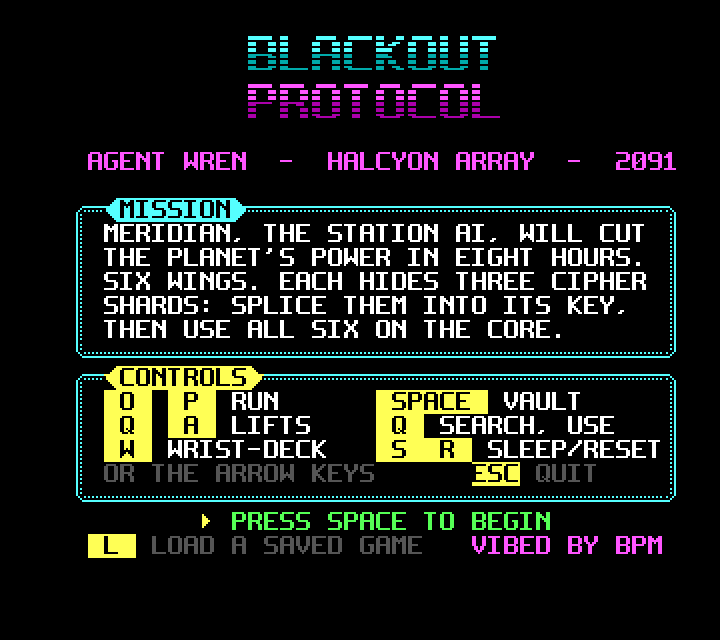 BLACKOUT
PROTOCOL
AGENT WREN - HALCYON ARRAY - 2091
MISSION
MERIDIAN, THE STATION AI, WILL CUT
THE PLANET'S POWER IN EIGHT HOURS.
SIX WINGS. EACH HIDES THREE CIPHER
SHARDS: SPLICE THEM INTO ITS KEY,
THEN USE ALL SIX ON THE CORE.
CONTROLS
O P RUN SPACE VAULT
Q A LIFTS Q SEARCH, USE
W WRIST-DECK S R SLEEP/RESET
OR THE ARROW KEYS ESC QUIT
PRESS SPACE TO BEGIN
L LOAD A SAVED GAME VIBED BY BPM